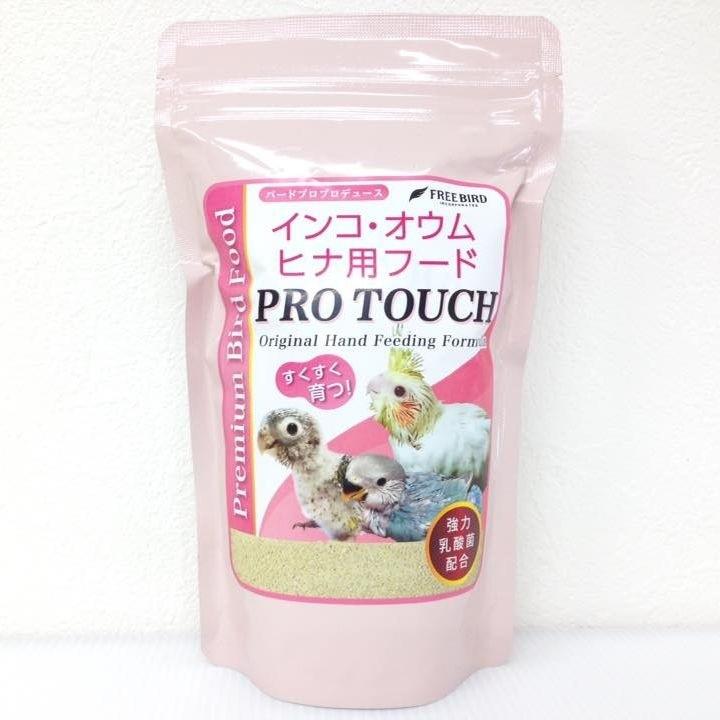 バードプロプロデュース
FREEBIRD
INCORPORATED
インコ・オウム
ヒナ用フード
PRO TOUCH
Original Hand Feeding Formula
すくすく
育つ!
Premium Bird Food
強力
乳酸菌
配合